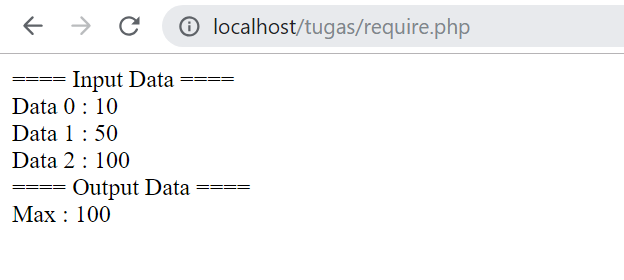 localhost/tugas/require.php
==== Input Data ====
Data 0 : 10
Data 1 : 50
Data 2 : 100
==== Output Data ====
Max : 100